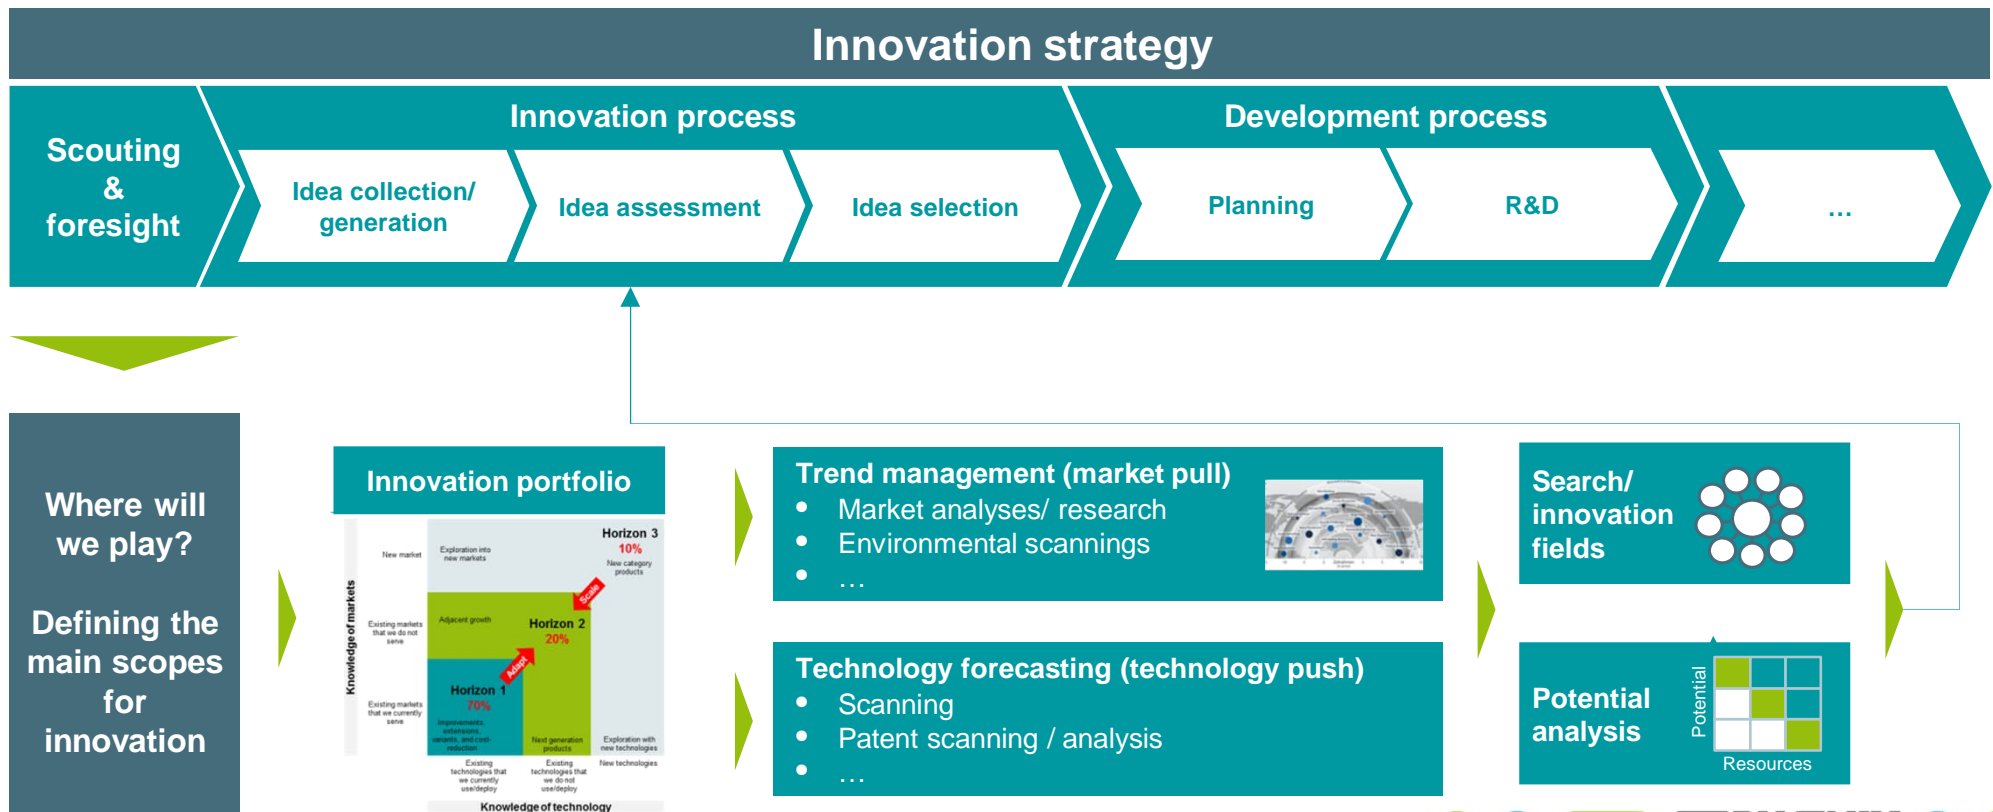 Innovation strategy
Scouting
&
foresight
Innovation process
Idea collection/
generation
Idea assessment
Idea selection
Development process
Planning
R&D
...
Where will
we play?
Defining the
main scopes
for
innovation
Innovation portfolio
Knowledge of markets
New market
Existing markets
that we do not
serve
Existing markets
that we currently
serve
Exploration into
new markets
Horizon 3
10%
New category
products
Scale
Adjacent growth
Horizon 2
20%
Adapt
Horizon 1
70%
Improvements,
extensions,
variants, and cost-
reduction
Next generation
products
Exploration with
new technologies
Existing
technologies that
we currently
use/deploy
Existing
technologies that
we do not
use/deploy
New technologies
Knowledge of technology
Trend management (market pull)
• Market analyses/ research
• Environmental scannings
• …
Technology forecasting (technology push)
• Scanning
• Patent scanning / analysis
• …
Search/
innovation
fields
Potential
analysis
Potential
Resources